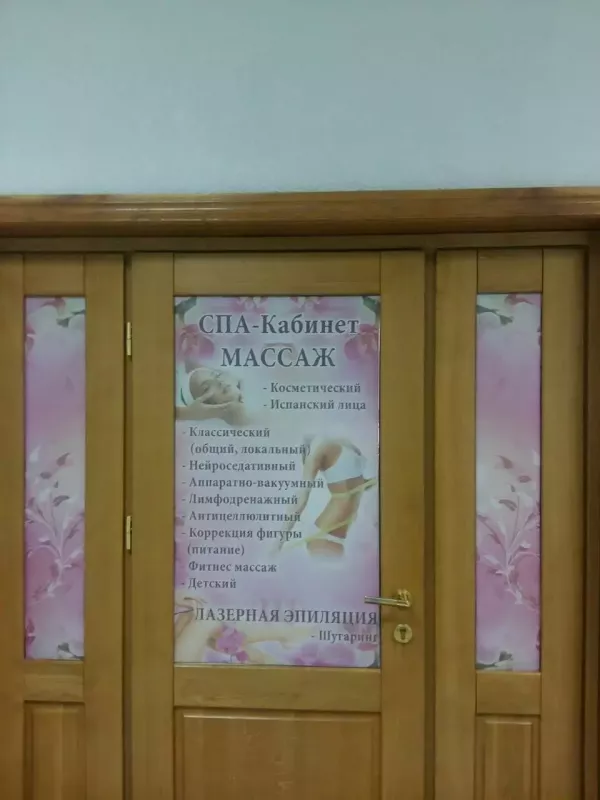 СПА-Кабинет
МАССАЖ
- Косметический
- Испанский лица
- Классический
(общий, локальный)
- Нейроседативный
- Аппаратно-вакуумный
- Лимфодренажный
- Антицеллюлитный
- Коррекция фигуры
(питание)
Фитнес массаж
- Детский
ЛАЗЕРНАЯ ЭПИЛЯЦИЯ
- Шугаринг